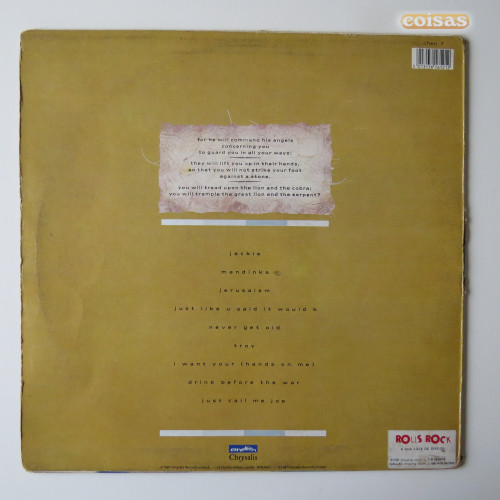 coisas
for he will command his angels
concerning you
to guard you in all your ways;
they will lift you up in their hands,
so that you will not strike your foot
against a stone.
you will tread upon the lion and the cobra;
you will trample the great lion and the serpent?
jackie
mandinka
jerusalem
just like u said it would b
never get old
troy
i want your (hands on me)
drink before the war
just call me joe
ensign
Chrysalis
ROLLS ROCK